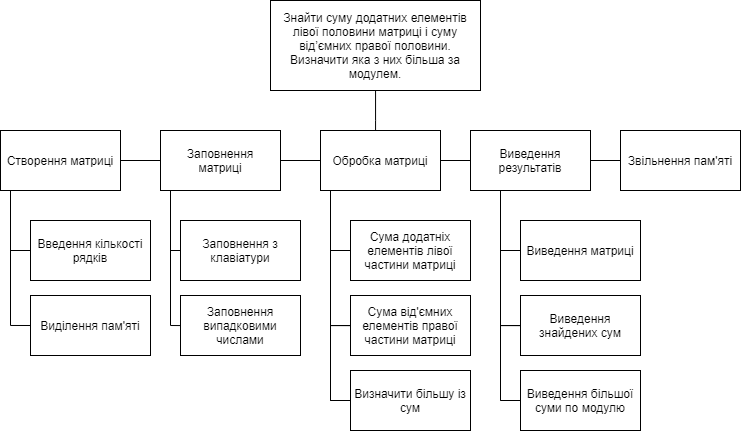 Знайти суму додатних елементів
лівої половини матриці і суму
від'ємних правої половини.
Визначити яка з них більша за
модулем.
Створення матриці
Заповнення
матриці
Обробка матриці
Виведення
результатів
Звільнення пам'яті
Введення кількості
рядків
Заповнення з
клавіатури
Сума додатніх
елементів лівої
частини матриці
Виведення матриці
Виділення пам'яті
Заповнення
випадковими
числами
Сума від'ємних
елементів правої
частини матриці
Виведення
знайдених сум
Визначити більшу із
сум
Виведення більшої
суми по модулю